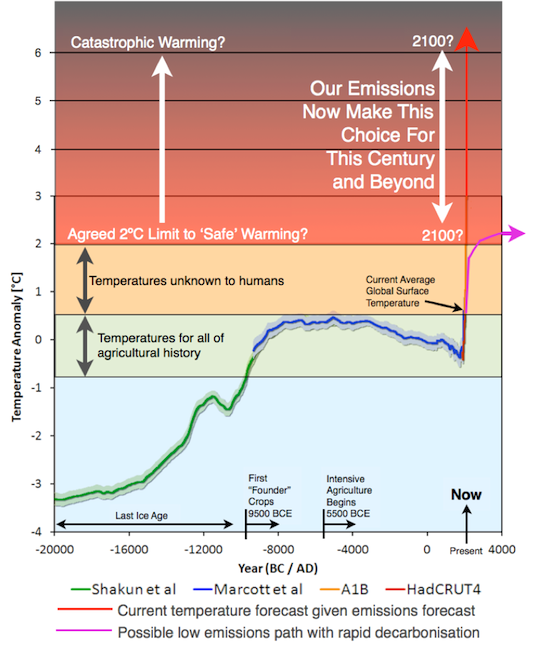 6
5
4
3
2
1
0
-1
-2
-3
-4
Temperature Anomaly [°C]
Catastrophic Warming?
2100?
Our Emissions
Now Make This
Choice For
This Century
and Beyond
Agreed 2ºC Limit to 'Safe' Warming?
2100?
Temperatures unknown to humans
Current Average
Global Surface
Temperature
Temperatures for all of
agricultural history
First
"Founder"
Crops
9500 BCE
Intensive
Agriculture
Begins
5500 BCE
Now
Last Ice Age
-20000
-16000
-12000
-8000
-4000
0
Present
4000
Year (BC / AD)
Shakun et al
Marcott et al
A1B
HadCRUT4
Current temperature forecast given emissions forecast
Possible low emissions path with rapid decarbonisation